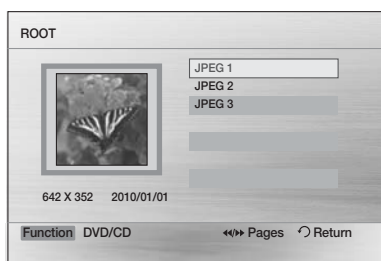 ROOT
JPEG 1
JPEG 2
JPEG 3
642 X 352 2010/01/01
Function DVD/CD Pages Return